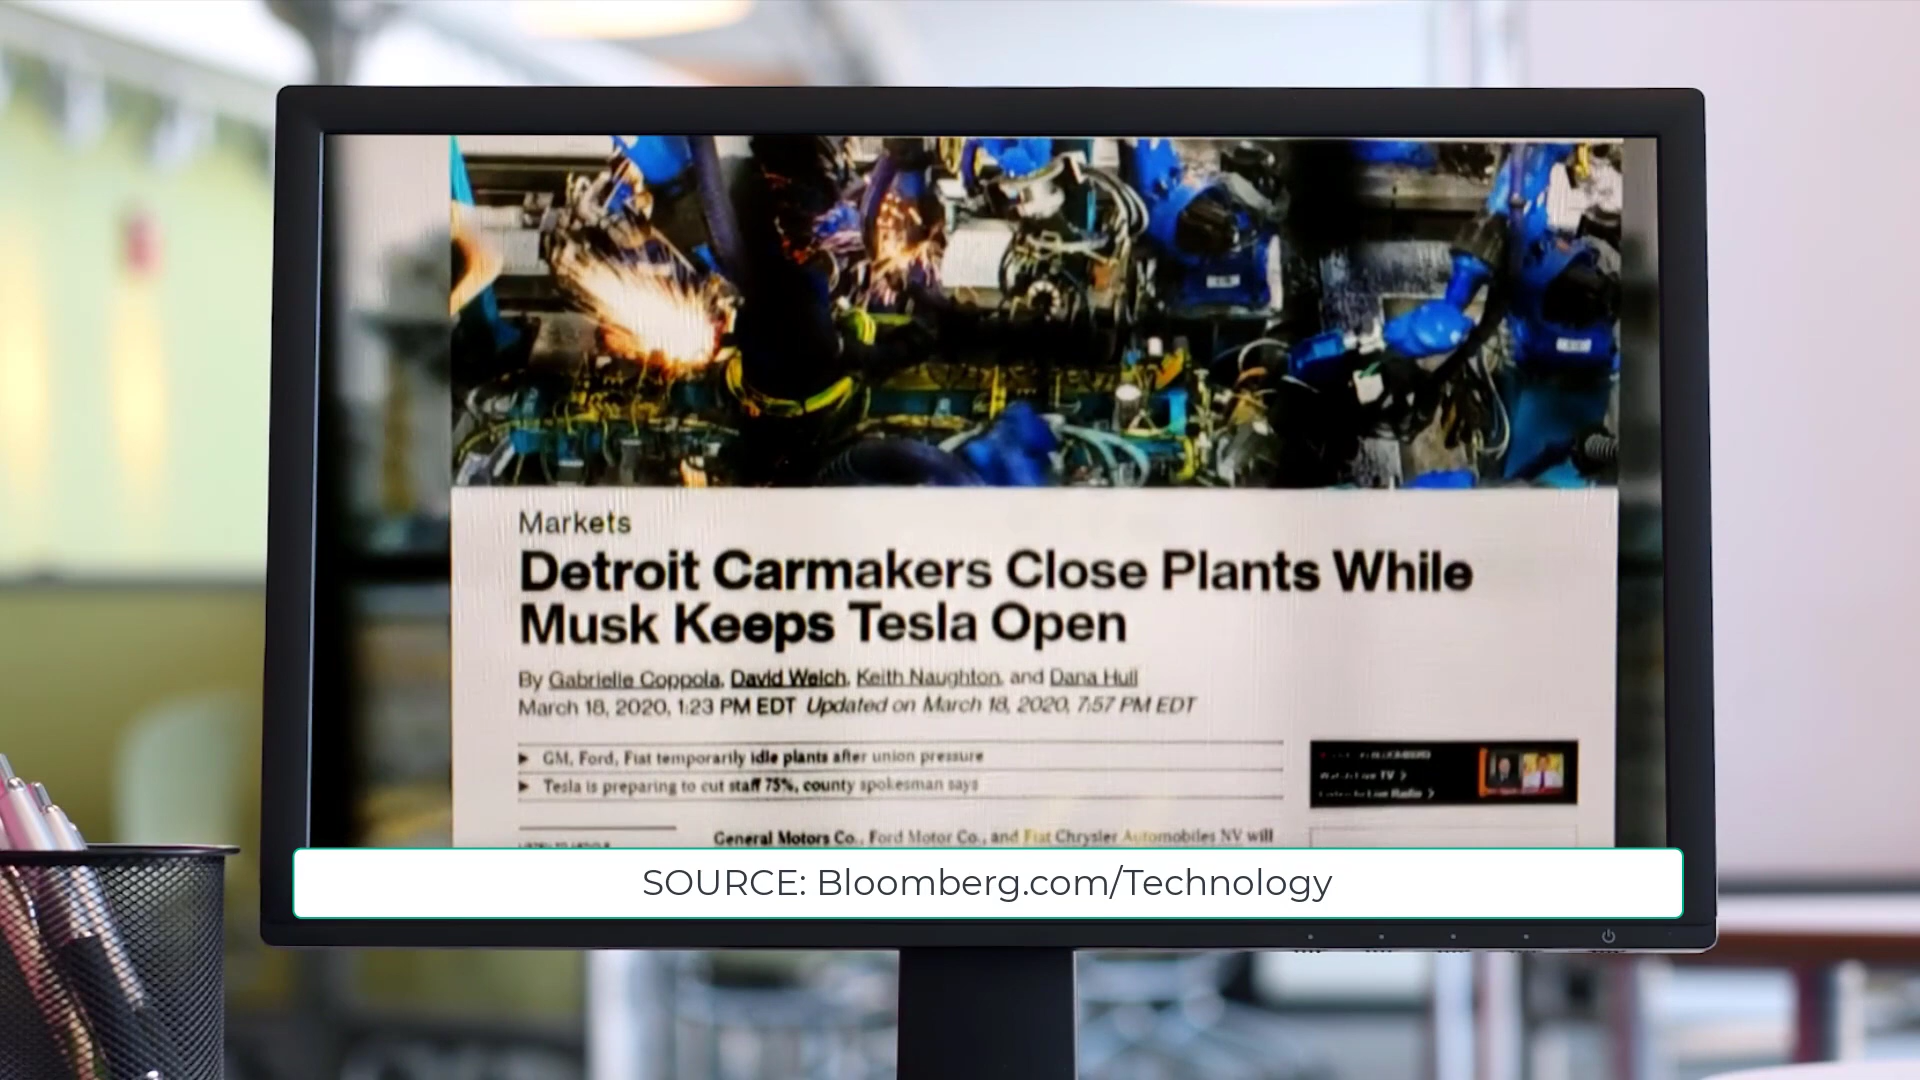 Markets
Detroit Carmakers Close Plants While
Musk Keeps Tesla Open
By Gabrielle Coppola, David Welch, Keith Naughton, and Dana Hull
March 18, 2020, 1:23 PM EDT Updated on March 18, 2020, 7:57 PM EDT
► GM, Ford, Fiat temporarily idle plants after union pressure
► Tesla is preparing to cut staff 75%, county spokesman says
General Motors Co., Ford Motor Co., and Fiat Chrysler Automobiles NV will
SOURCE: Bloomberg.com/Technology